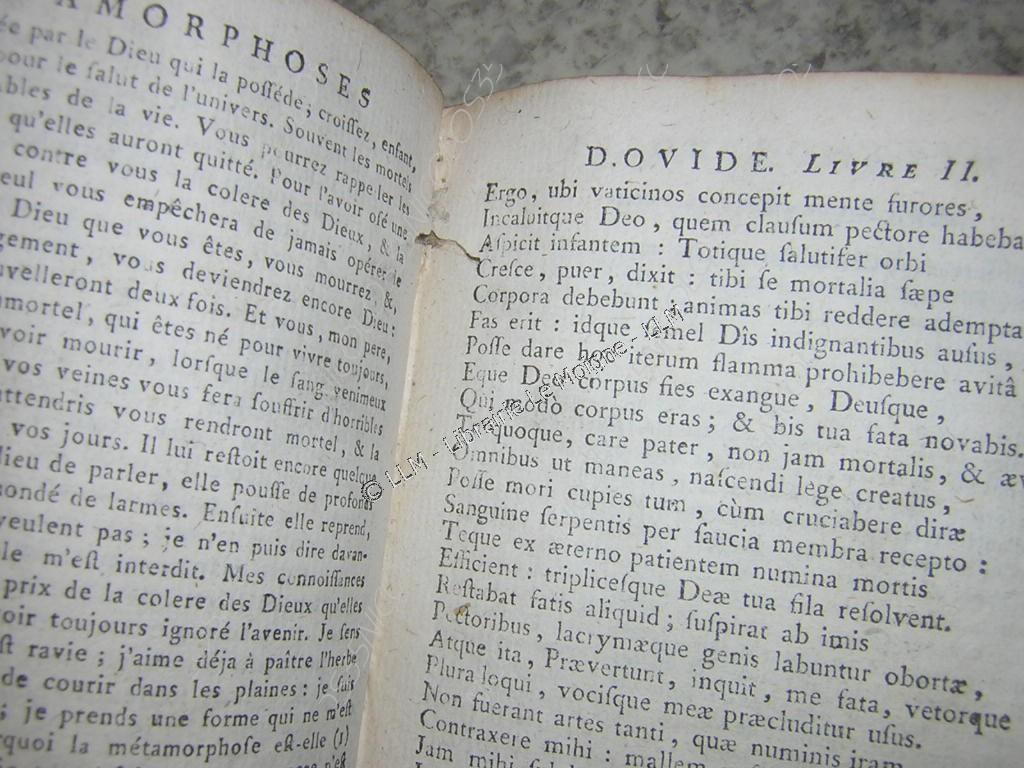 AMORPHOSES
ée par le Dieu qui la posséde; croissez, enfant,
pour le salut de l'univers. Souvent les mortels
bles de la vie. Vous pourrez rappeler les
qu'elles auront quitté. Pour l'avoir osé une
contre vous la colere des Dieux, & la
eul vous empêchera de jamais opérer le
Dieu que vous êtes, vous mourrez &,
gement, vous deviendrez encore Dieu:
uvelleront deux fois. Et vous, mon pere,
mmortel, qui êtes né pour vivre toujours,
voir mourir, lorsque le sang venimeux
vos veines vous fera souffrir d'horribles
attendris vous rendront mortel, & la
vos jours. Il lui restoit encore quelque
lieu de parler, elle pousse de profonds
nondé de larmes. Ensuite elle reprend,
veulent pas; je n'en puis dire davan-
le m'est interdit. Mes connoissances
prix de la colere des Dieux qu'elles
oir toujours ignoré l'avenir. Je sens
st ravie; j'aime déja à paître l'herbe
de courir dans les plaines: je suis
; je prends une forme qui ne m'est
rquoi la métamorphose est-elle (1)
n'est
D. OVIDE. LIVRE II.
Ergo, ubi vaticinos concepit mente furores,
Incaluitque Deo, quem clausum pectore habeba
Aspicit infantem: Totique salutifer orbi
Cresce, puer, dixit: tibi se mortalia sæpe
Corpora debebunt; animas tibi reddere adempta
Fas erit: idque semel Dîs indignantibus ausus,
Posse dare hoc iterum flamma prohibebere avitâ
Eque Deo corpus fies exangue, Deusque,
Qui modo corpus eras; & bis tua fata novabis.
Tu quoque, care pater, non jam mortalis, & æv
Omnibus ut maneas, nascendi lege creatus,
Posse mori cupies tum, cùm cruciabere diræ
Sanguine serpentis per saucia membra recepto:
Teque ex æterno patientem numina mortis
Efficient: triplicesque Deæ tua fila resolvent.
Restabat fatis aliquid; suspirat ab imis
Pectoribus, lacrymæque genis labuntur obortæ,
Atque ita, Prævertunt, inquit, me fata, vetorque
Plura loqui, vocisque meæ præcluditur usus.
Non fuerant artes tanti, quæ numinis iram
Contraxere mihi: mallem
Jam mihi
© LLM - Librairie Le Moine - LLM